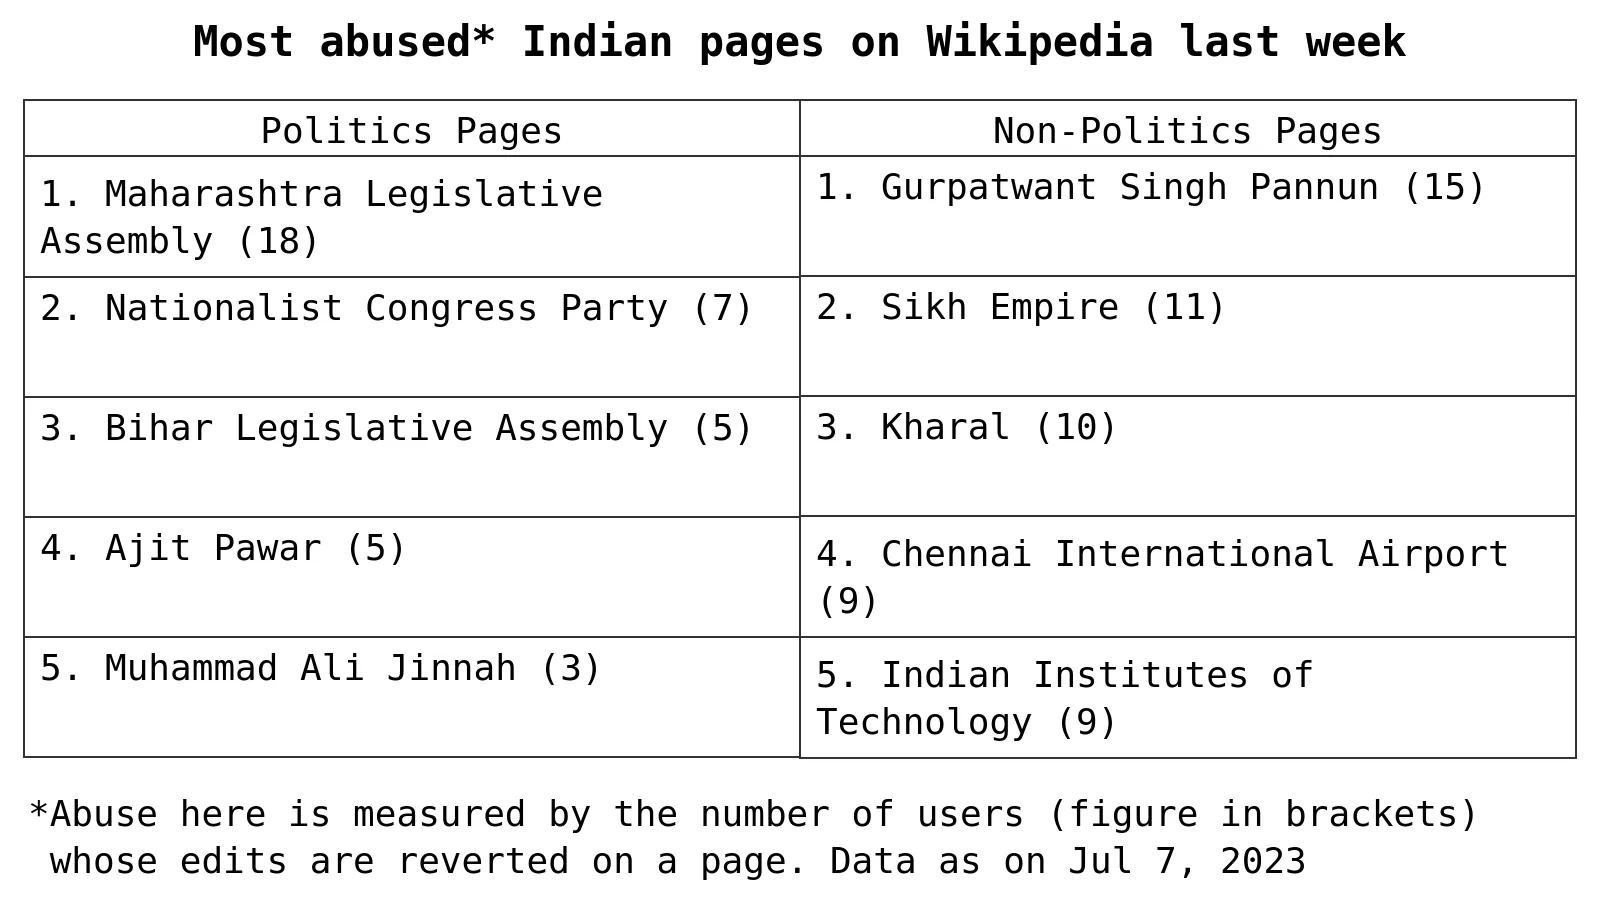 Most abused* Indian pages on Wikipedia last week
Politics Pages
Non-Politics Pages
1. Maharashtra Legislative
Assembly (18)
1. Gurpatwant Singh Pannun (15)
2. Nationalist Congress Party (7)
2. Sikh Empire (11)
3. Bihar Legislative Assembly (5)
3. Kharal (10)
4. Ajit Pawar (5)
4. Chennai International Airport
(9)
5. Muhammad Ali Jinnah (3)
5. Indian Institutes of
Technology (9)
*Abuse here is measured by the number of users (figure in brackets)
whose edits are reverted on a page. Data as on Jul 7, 2023